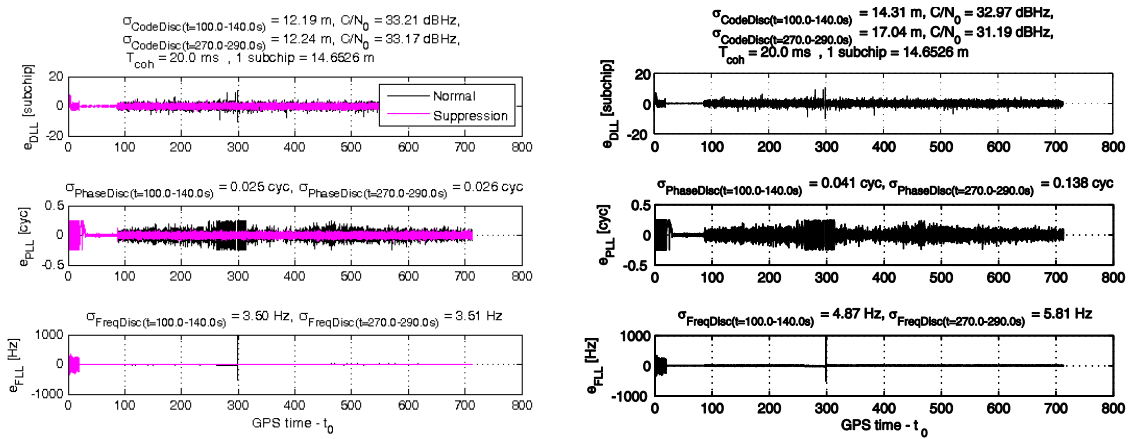 σCodeDisc(t=100.0-140.0s) = 12.19 m, C/N0 = 33.21 dBHz,
σCodeDisc(t=270.0-290.0s) = 12.24 m, C/N0 = 33.17 dBHz,
Tcoh = 20.0 ms , 1 subchip = 14.6526 m
eDLL [subchip]
20
0
-20
Normal
Suppression
0 100 200 300 400 500 600 700 800
σPhaseDisc(t=100.0-140.0s) = 0.025 cyc, σPhaseDisc(t=270.0-290.0s) = 0.026 cyc
ePLL [cyc]
0.5
0
-0.5
0 100 200 300 400 500 600 700 800
σFreqDisc(t=100.0-140.0s) = 3.50 Hz, σFreqDisc(t=270.0-290.0s) = 3.51 Hz
eFLL [Hz]
1000
0
-1000
0 100 200 300 400 500 600 700 800
GPS time - t0
σCodeDisc(t=100.0-140.0s) = 14.31 m, C/N0 = 32.97 dBHz,
σCodeDisc(t=270.0-290.0s) = 17.04 m, C/N0 = 31.19 dBHz,
Tcoh = 20.0 ms , 1 subchip = 14.6526 m
eDLL [subchip]
20
0
-20
0 100 200 300 400 500 600 700 800
σPhaseDisc(t=100.0-140.0s) = 0.041 cyc, σPhaseDisc(t=270.0-290.0s) = 0.138 cyc
ePLL [cyc]
0.5
0
-0.5
0 100 200 300 400 500 600 700 800
σFreqDisc(t=100.0-140.0s) = 4.87 Hz, σFreqDisc(t=270.0-290.0s) = 5.81 Hz
eFLL [Hz]
1000
0
-1000
0 100 200 300 400 500 600 700 800
GPS time - t0